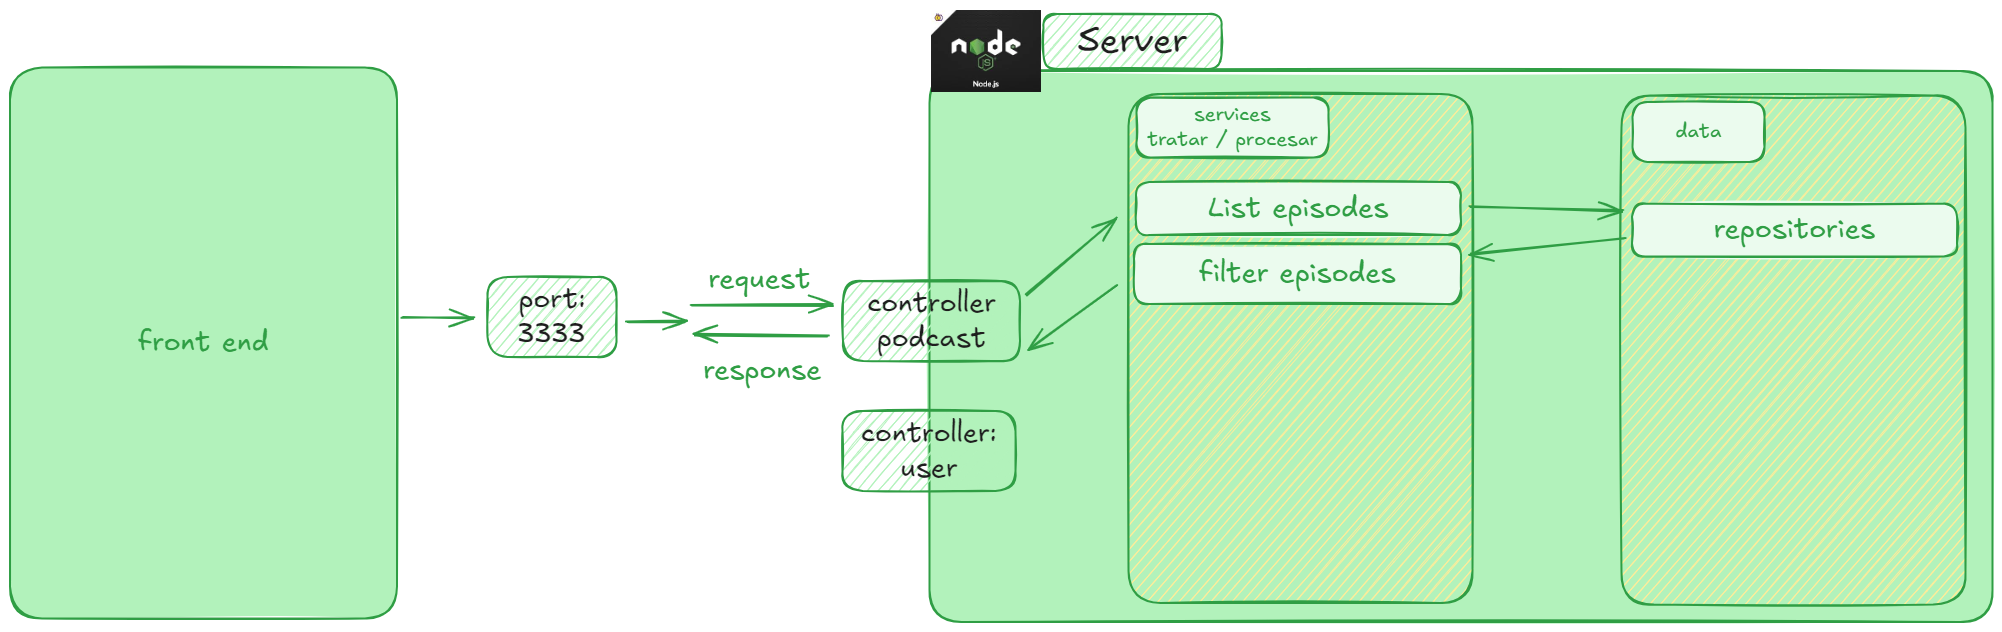 node
JS
Node.js
Server
services
tratar / procesar
data
List episodes
repositories
filter episodes
front end
port:
3333
request
response
controller
podcast
controller:
user